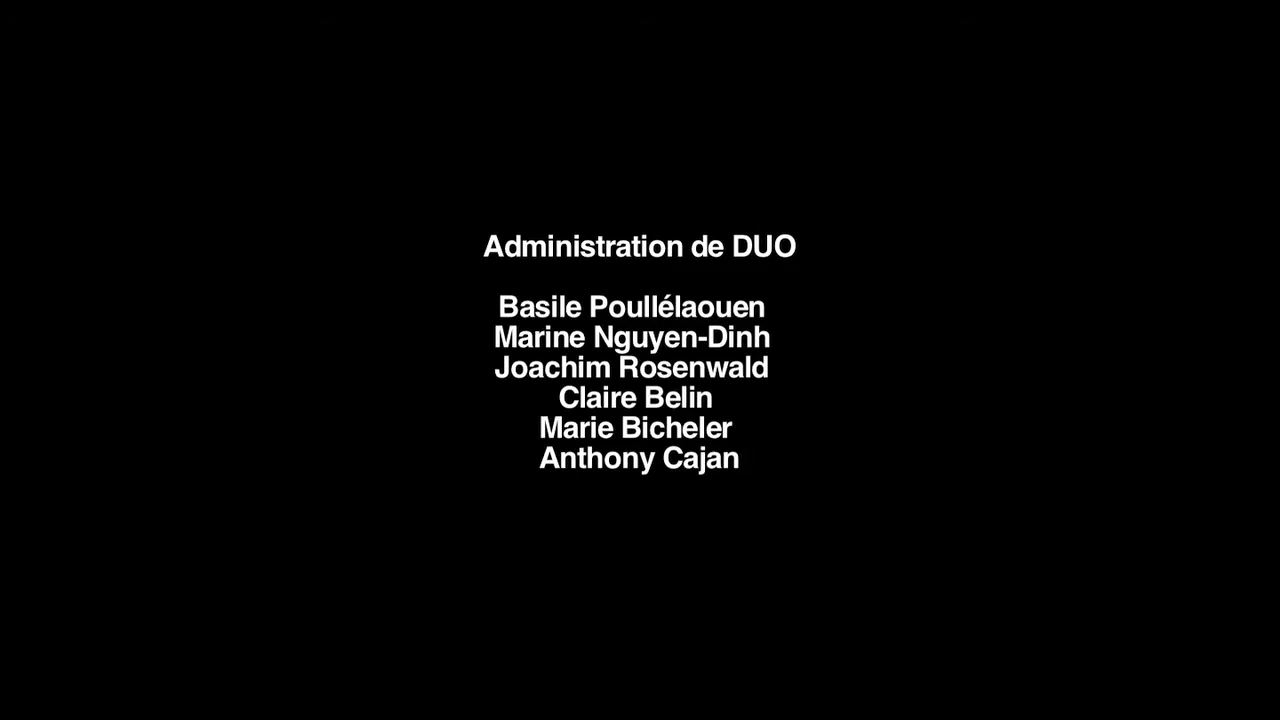 Administration de DUO
Basile Poullélaouen
Marine Nguyen-Dinh
Joachim Rosenwald
Claire Belin
Marie Bicheler
Anthony Cajan